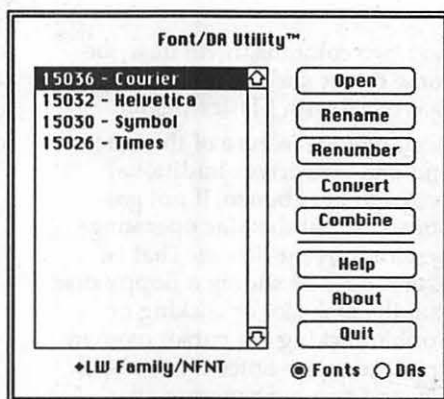 Font/DA Utility™
15036 - Courier
15032 - Helvetica
15030 - Symbol
15026 - Times
Open
Rename
Renumber
Convert
Combine
Help
About
Quit
◆LW Family/NFNT
Fonts
DAs